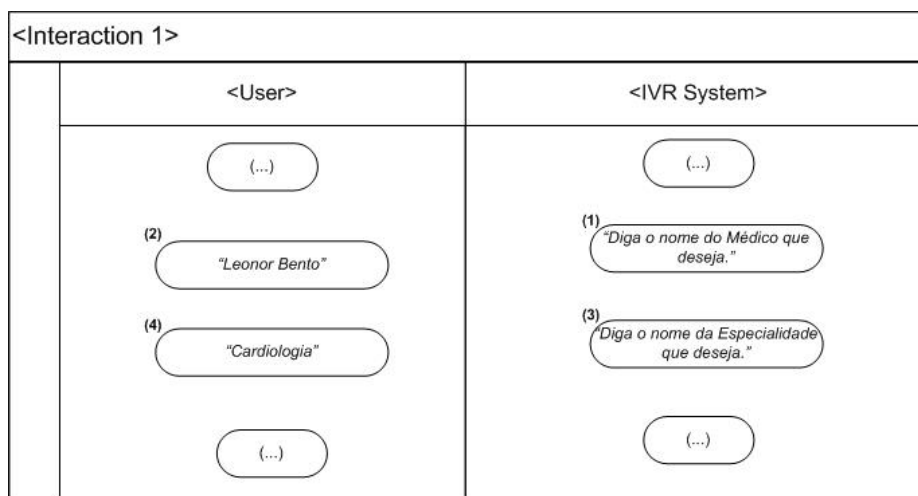 <Interaction 1>
<User>
<IVR System>
(...)
(...)
(2)
"Leonor Bento"
(1)
"Diga o nome do Médico que
deseja."
(4)
"Cardiologia"
(3)
"Diga o nome da Especialidade
que deseja."
(...)
(...)